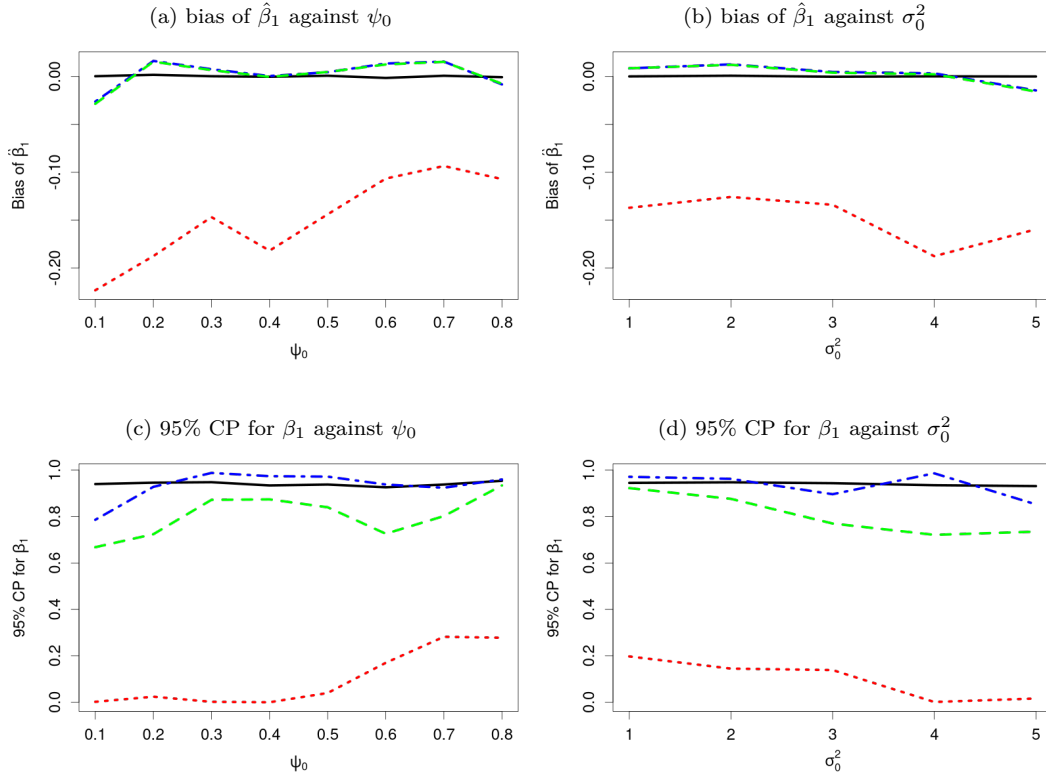 (a) bias of β̂₁ against ψ₀
0.00
-0.10
-0.20
Bias of β̂₁
0.1 0.2 0.3 0.4 0.5 0.6 0.7 0.8
ψ₀
(b) bias of β̂₁ against σ₀²
0.00
-0.10
-0.20
Bias of β̂₁
1 2 3 4 5
σ₀²
(c) 95% CP for β₁ against ψ₀
1.0
0.8
0.6
0.4
0.2
0.0
95% CP for β₁
0.1 0.2 0.3 0.4 0.5 0.6 0.7 0.8
ψ₀
(d) 95% CP for β₁ against σ₀²
1.0
0.8
0.6
0.4
0.2
0.0
95% CP for β₁
1 2 3 4 5
σ₀²